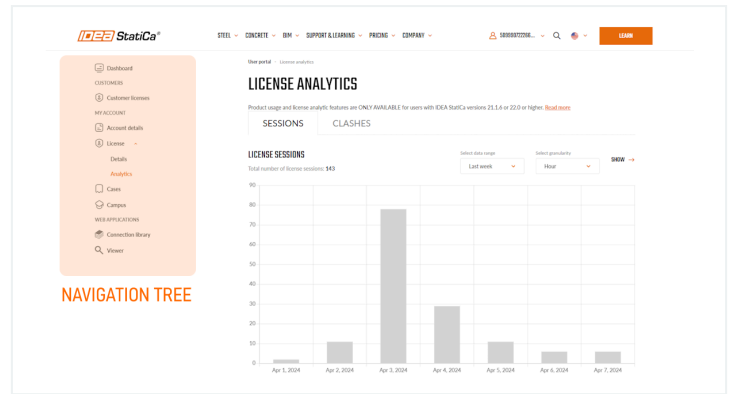 IDEA StatiCa®
STEEL CONCRETE BIM SUPPORT & LEARNING PRICING COMPANY
LEARN
Dashboard
CUSTOMERS
Customer licenses
MY ACCOUNT
Account details
License
Details
Analytics
Cases
Campus
WEB APPLICATIONS
Connection library
Viewer
NAVIGATION TREE
User portal License analytics
LICENSE ANALYTICS
Product usage and license analytic features are ONLY AVAILABLE for users with IDEA StatiCa versions 21.1.6 or 22.0 or higher. Read more
SESSIONS CLASHES
LICENSE SESSIONS
Total number of license sessions: 143
Select data range
Last week
Select granularity
Hour
SHOW →
90
80
70
60
50
40
30
20
10
0
Apr 1, 2024 Apr 2, 2024 Apr 3, 2024 Apr 4, 2024 Apr 5, 2024 Apr 6, 2024 Apr 7, 2024